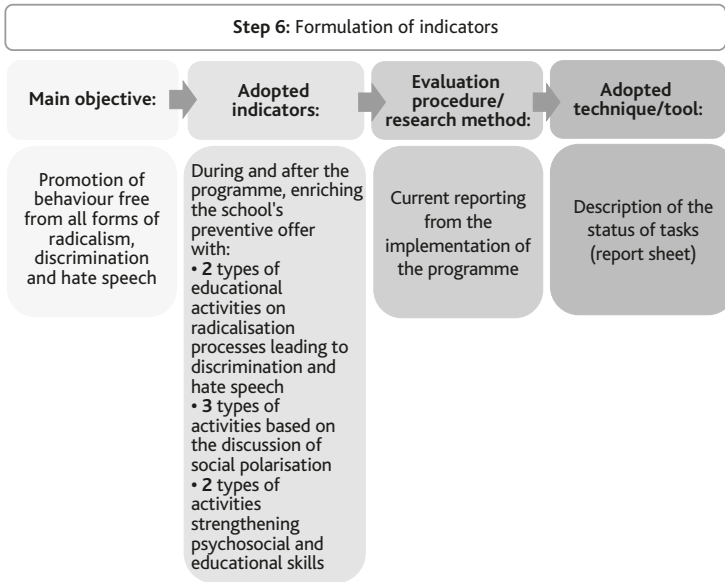 Step 6: Formulation of indicators
Main objective:
Adopted
indicators:
Evaluation
procedure/
research method:
Adopted
technique/tool:
Promotion of
behaviour free
from all forms of
radicalism,
discrimination
and hate speech
During and after the
programme, enriching
the school's
preventive offer
with:
• 2 types of
educational
activities on
radicalisation
processes leading to
discrimination and
hate speech
• 3 types of
activities based on
the discussion of
social polarisation
• 2 types of
activities
strengthening
psychosocial and
educational skills
Current reporting
from the
implementation of
the programme
Description of the
status of tasks
(report sheet)